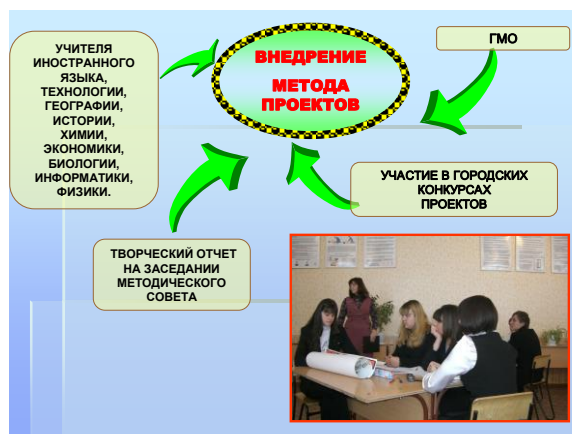 УЧИТЕЛЯ
ИНОСТРАННОГО
ЯЗЫКА,
ТЕХНОЛОГИИ,
ГЕОГРАФИИ,
ИСТОРИИ,
ХИМИИ,
ЭКОНОМИКИ,
БИОЛОГИИ,
ИНФОРМАТИКИ,
ФИЗИКИ.
ВНЕДРЕНИЕ
МЕТОДА
ПРОЕКТОВ
ГМО
УЧАСТИЕ В ГОРОДСКИХ
КОНКУРСАХ
ПРОЕКТОВ
ТВОРЧЕСКИЙ ОТЧЕТ
НА ЗАСЕДАНИИ
МЕТОДИЧЕСКОГО
СОВЕТА